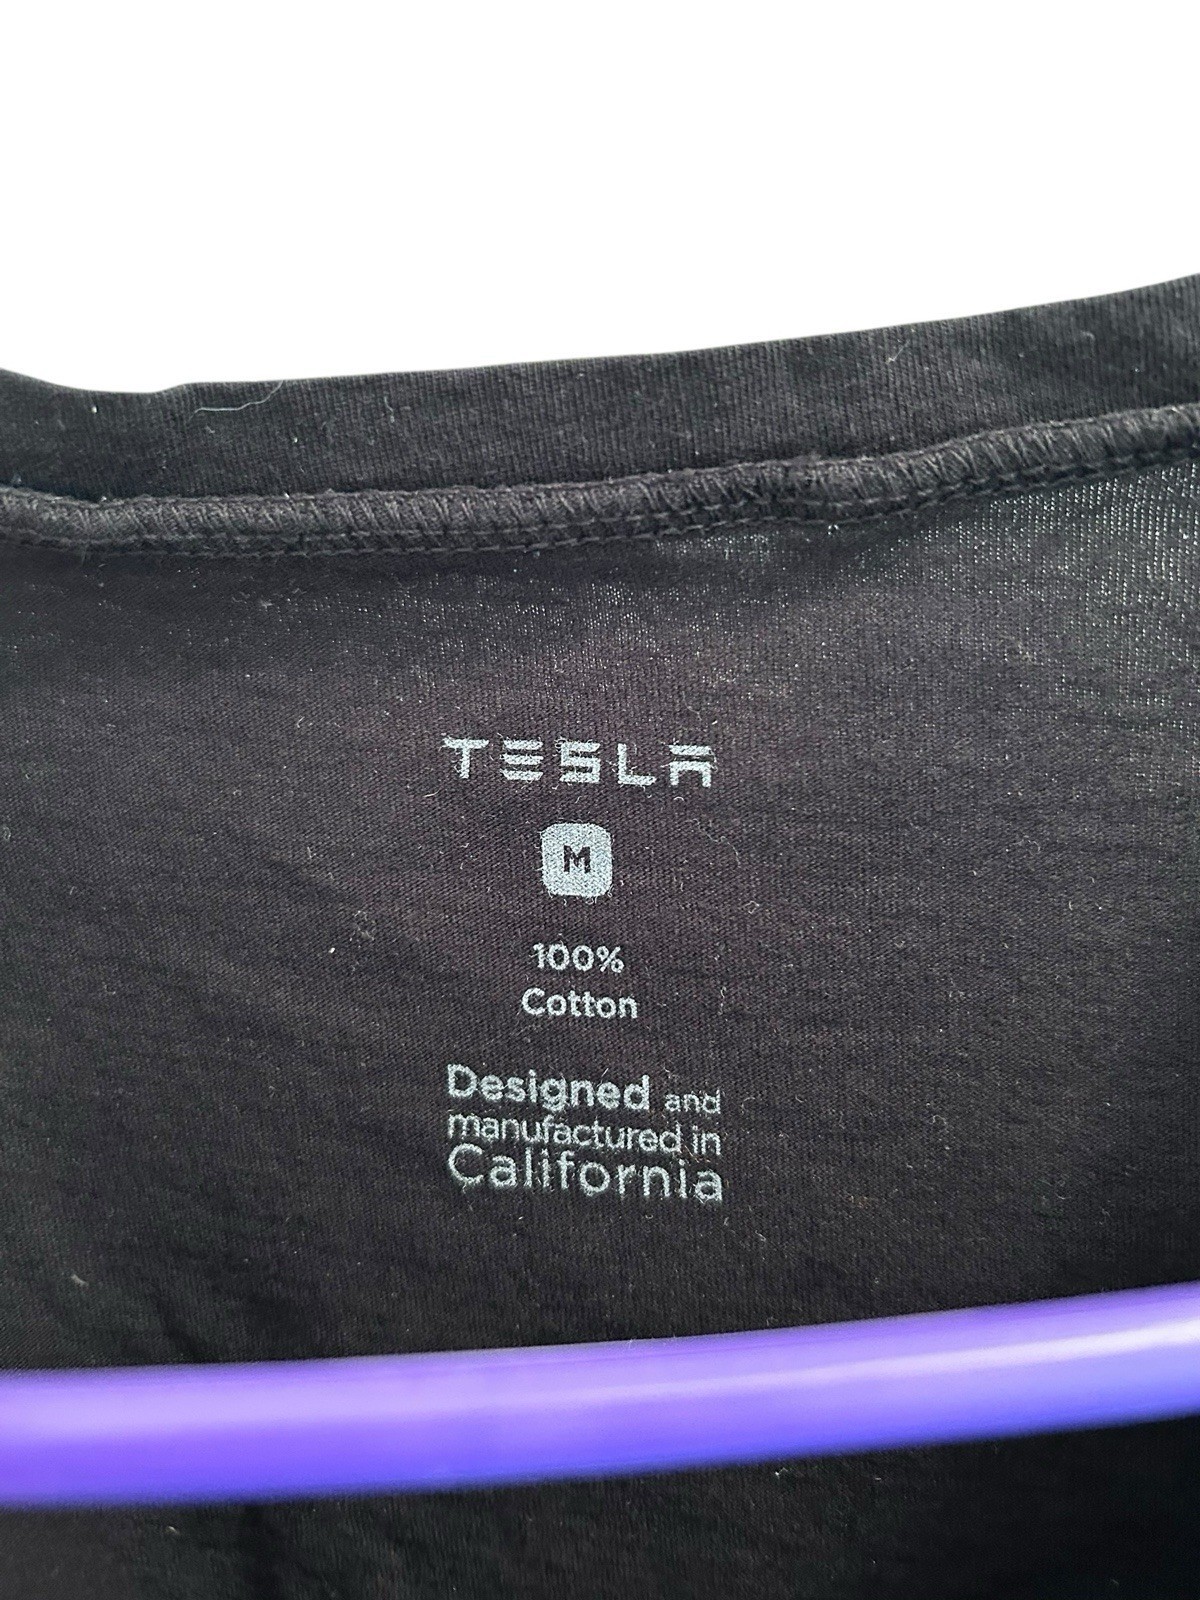 TESLA
M
100%
Cotton
Designed and
manufactured in
California